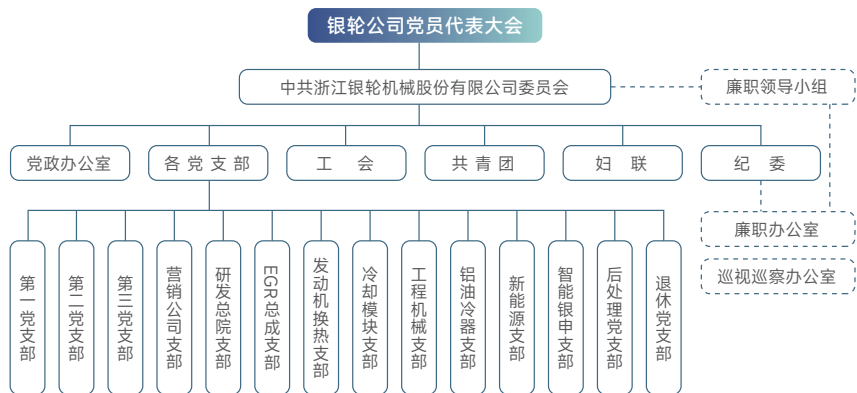 银轮公司党员代表大会
中共浙江银轮机械股份有限公司委员会
廉职领导小组
党政办公室
各党支部
工会
共青团
妇联
纪委
廉职办公室
巡视巡察办公室
第一党支部
第二党支部
第三党支部
营销公司支部
研发总院支部
EGR总成支部
发动机换热支部
冷却模块支部
工程机械支部
铝油冷器支部
新能源支部
智能银申支部
后处理党支部
退休党支部